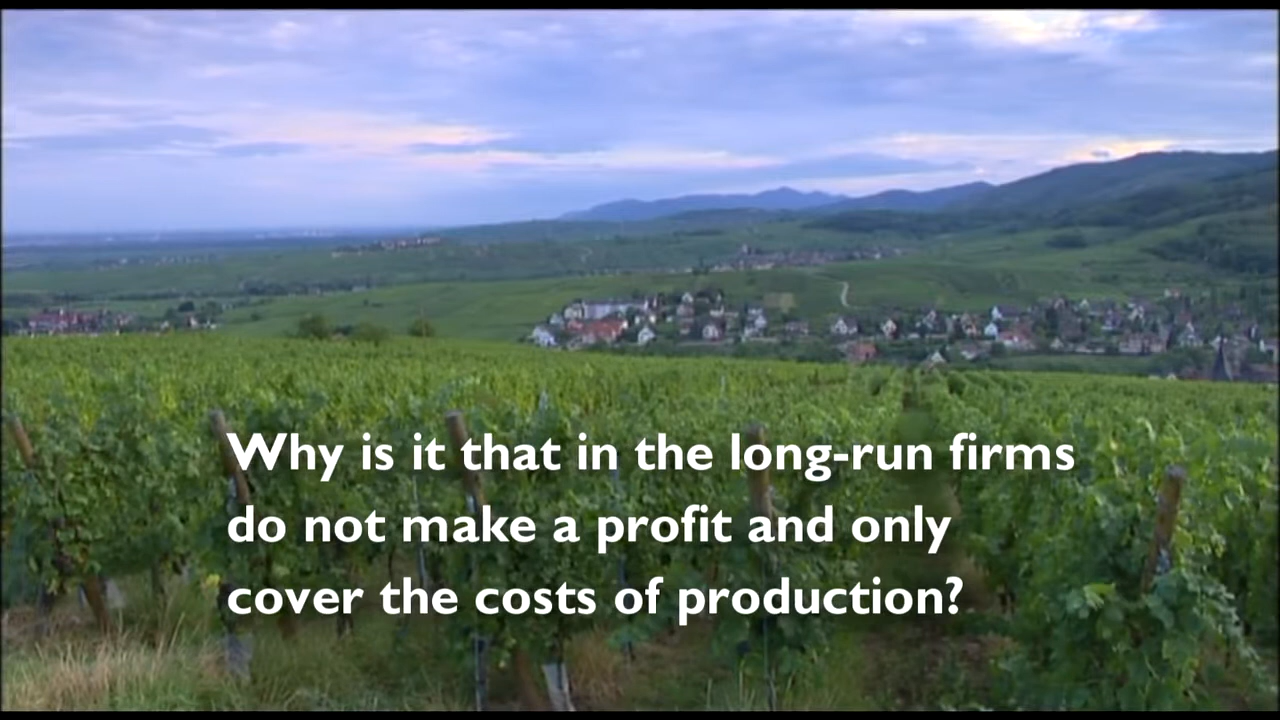 Why is it that in the long-run firms
do not make a profit and only
cover the costs of production?